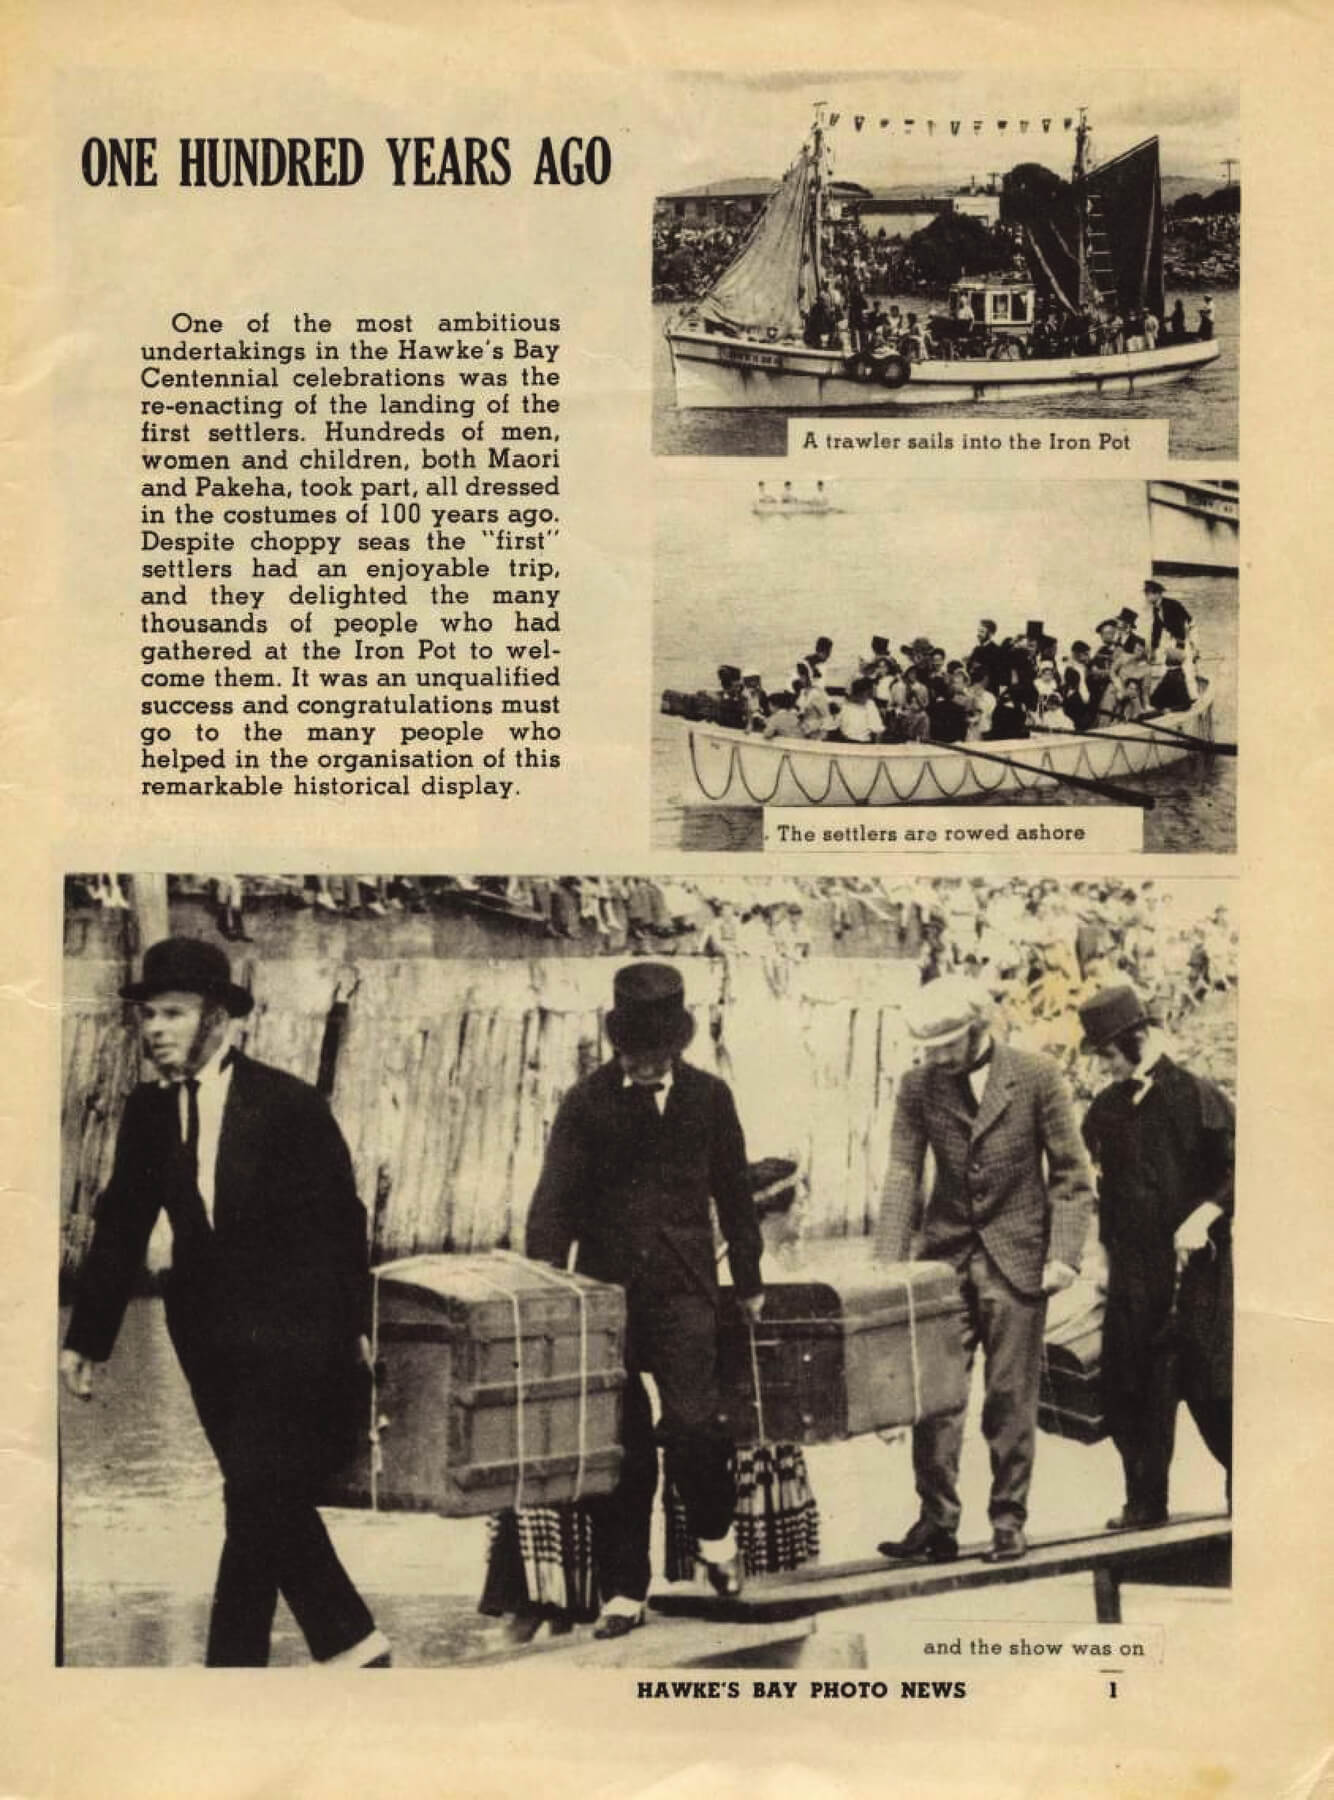 ONE HUNDRED YEARS AGO
One of the most ambitious
undertakings in the Hawke's Bay
Centennial celebrations was the
re-enacting of the landing of the
first settlers. Hundreds of men,
women and children, both Maori
and Pakeha, took part, all dressed
in the costumes of 100 years ago.
Despite choppy seas the "first"
settlers had an enjoyable trip,
and they delighted the many
thousands of people who had
gathered at the Iron Pot to wel-
come them. It was an unqualified
success and congratulations must
go to the many people who
helped in the organisation of this
remarkable historical display.
A trawler sails into the Iron Pot
The settlers are rowed ashore
and the show was on
HAWKE'S BAY PHOTO NEWS 1